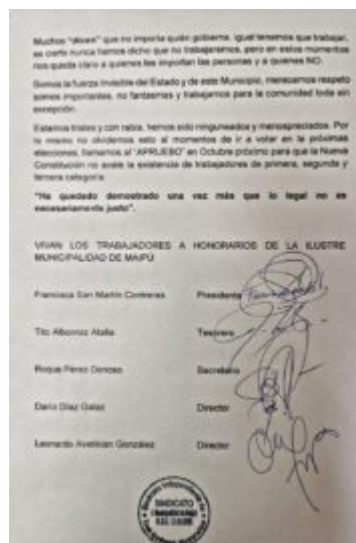 Muchos "dicen" que no importa quién gobierne, igual tenemos que trabajar,
es cierto nunca hemos dicho que no trabajaremos, pero en estos momentos
nos queda claro a quienes les importan las personas y a quienes NO.
Somos la fuerza invisible del Estado y de este Municipio, merecemos respeto
somos importantes, no fantasmas y trabajamos para la comunidad toda sin
excepción.
Estamos tristes y con rabia, hemos sido ninguneados y menospreciados. Por
lo mismo no olvidemos esto al momentos de ir a votar en la próximas
elecciones, llamamos al "APRUEBO" en Octubre próximo para que la Nueva
Constitución no avale la existencia de trabajadores de primera, segunda y
tercera categoría.
"Ha quedado demostrado una vez más que lo legal no es
necesariamente justo".
VIVAN LOS TRABAJADORES A HONORARIOS DE LA ILUSTRE
MUNICIPALIDAD DE MAIPÚ
Francisca San Martín Contreras Presidenta
Tito Albornoz Atalla Tesorero
Roque Pérez Donoso Secretario
Darío Díaz Galaz Director
Leonardo Avellican González Director
SINDICATO